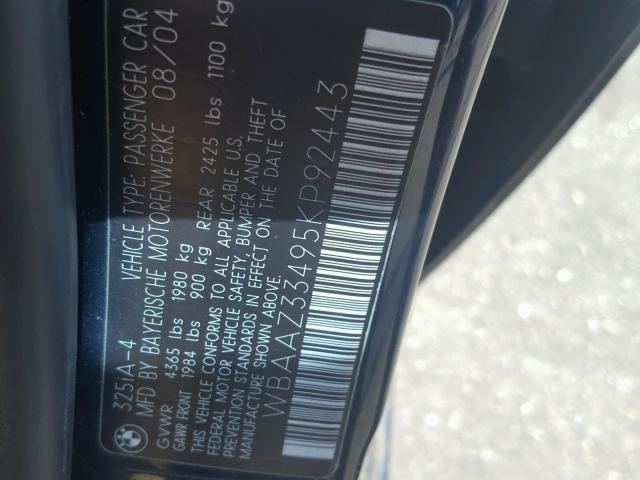 325iA-4 VEHICLE TYPE: PASSENGER CAR
MFD BY BAYERISCHE MOTORENWERKE 08/04
GVWR 4365 lbs 1980 kg
GAWR FRONT 1984 lbs 900 kg REAR 2425 lbs 1100 kg
THIS VEHICLE CONFORMS TO ALL APPLICABLE U.S.
FEDERAL MOTOR VEHICLE SAFETY, BUMPER AND THEFT
PREVENTION STANDARDS IN EFFECT ON THE DATE OF
MANUFACTURE SHOWN ABOVE.
WBAAZ33495KP92443